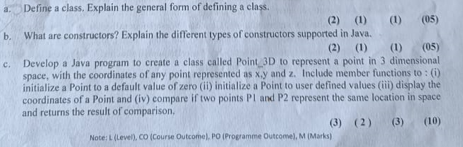 a. Define a class. Explain the general form of defining a class.
(2) (1) (1) (05)
b. What are constructors? Explain the different types of constructors supported in Java.
(2) (1) (1) (05)
c. Develop a Java program to create a class called Point_3D to represent a point in 3 dimensional
space, with the coordinates of any point represented as x,y and z. Include member functions to : (i)
initialize a Point to a default value of zero (ii) initialize a Point to user defined values (iii) display the
coordinates of a Point and (iv) compare if two points P1 and P2 represent the same location in space
and returns the result of comparison.
(3) (2) (3) (10)
Note: L (Level), CO (Course Outcome), PO (Programme Outcome), M (Marks)